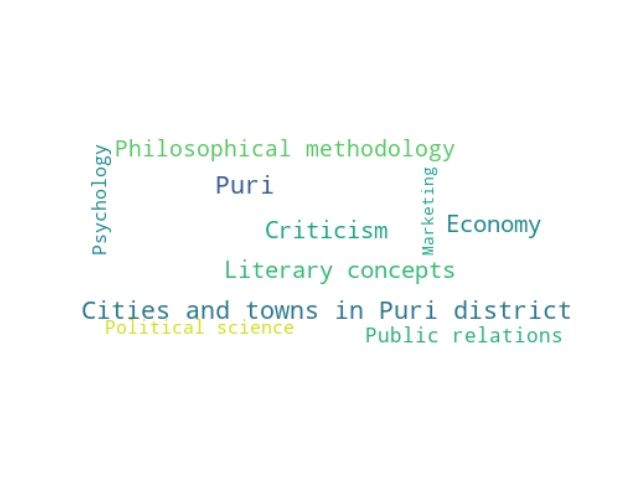 Philosophical methodology
Psychology
Puri
Marketing
Economy
Criticism
Literary concepts
Cities and towns in Puri district
Political science
Public relations